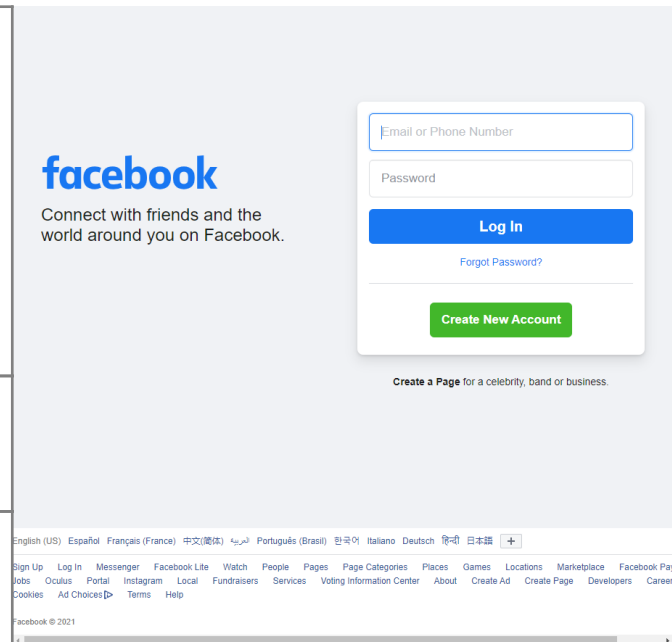 facebook
Connect with friends and the
world around you on Facebook.
Email or Phone Number
Password
Log In
Forgot Password?
Create New Account
Create a Page for a celebrity, band or business.
English (US) Español Français (France) 中文(简体) العربية Português (Brasil) 한국어 Italiano Deutsch हिन्दी 日本語 +
Sign Up Log In Messenger Facebook Lite Watch People Pages Page Categories Places Games Locations Marketplace Facebook Pay
Jobs Oculus Portal Instagram Local Fundraisers Services Voting Information Center About Create Ad Create Page Developers Career
Cookies Ad Choices Terms Help
Facebook © 2021